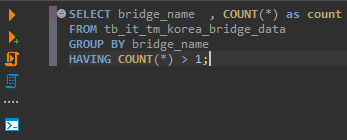 SELECT bridge_name , COUNT(*) as count
FROM tb_it_tm_korea_bridge_data
GROUP BY bridge_name
HAVING COUNT(*) > 1;